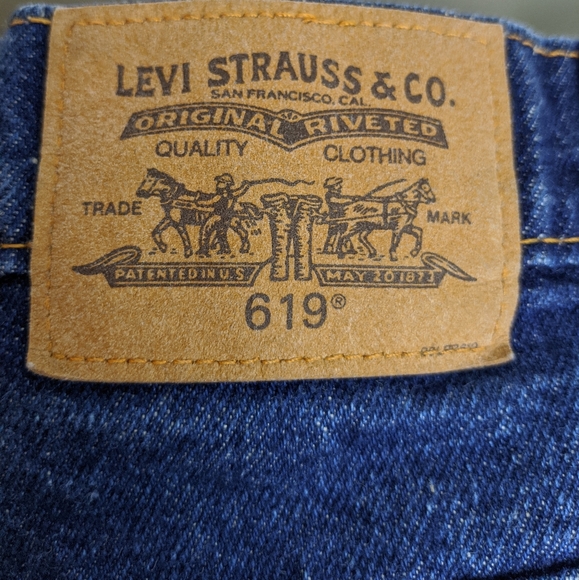 LEVI STRAUSS & CO.
SAN FRANCISCO, CAL.
ORIGINAL RIVETED
QUALITY CLOTHING
TRADE MARK
PATENTED IN U.S. MAY 20 1873
619®